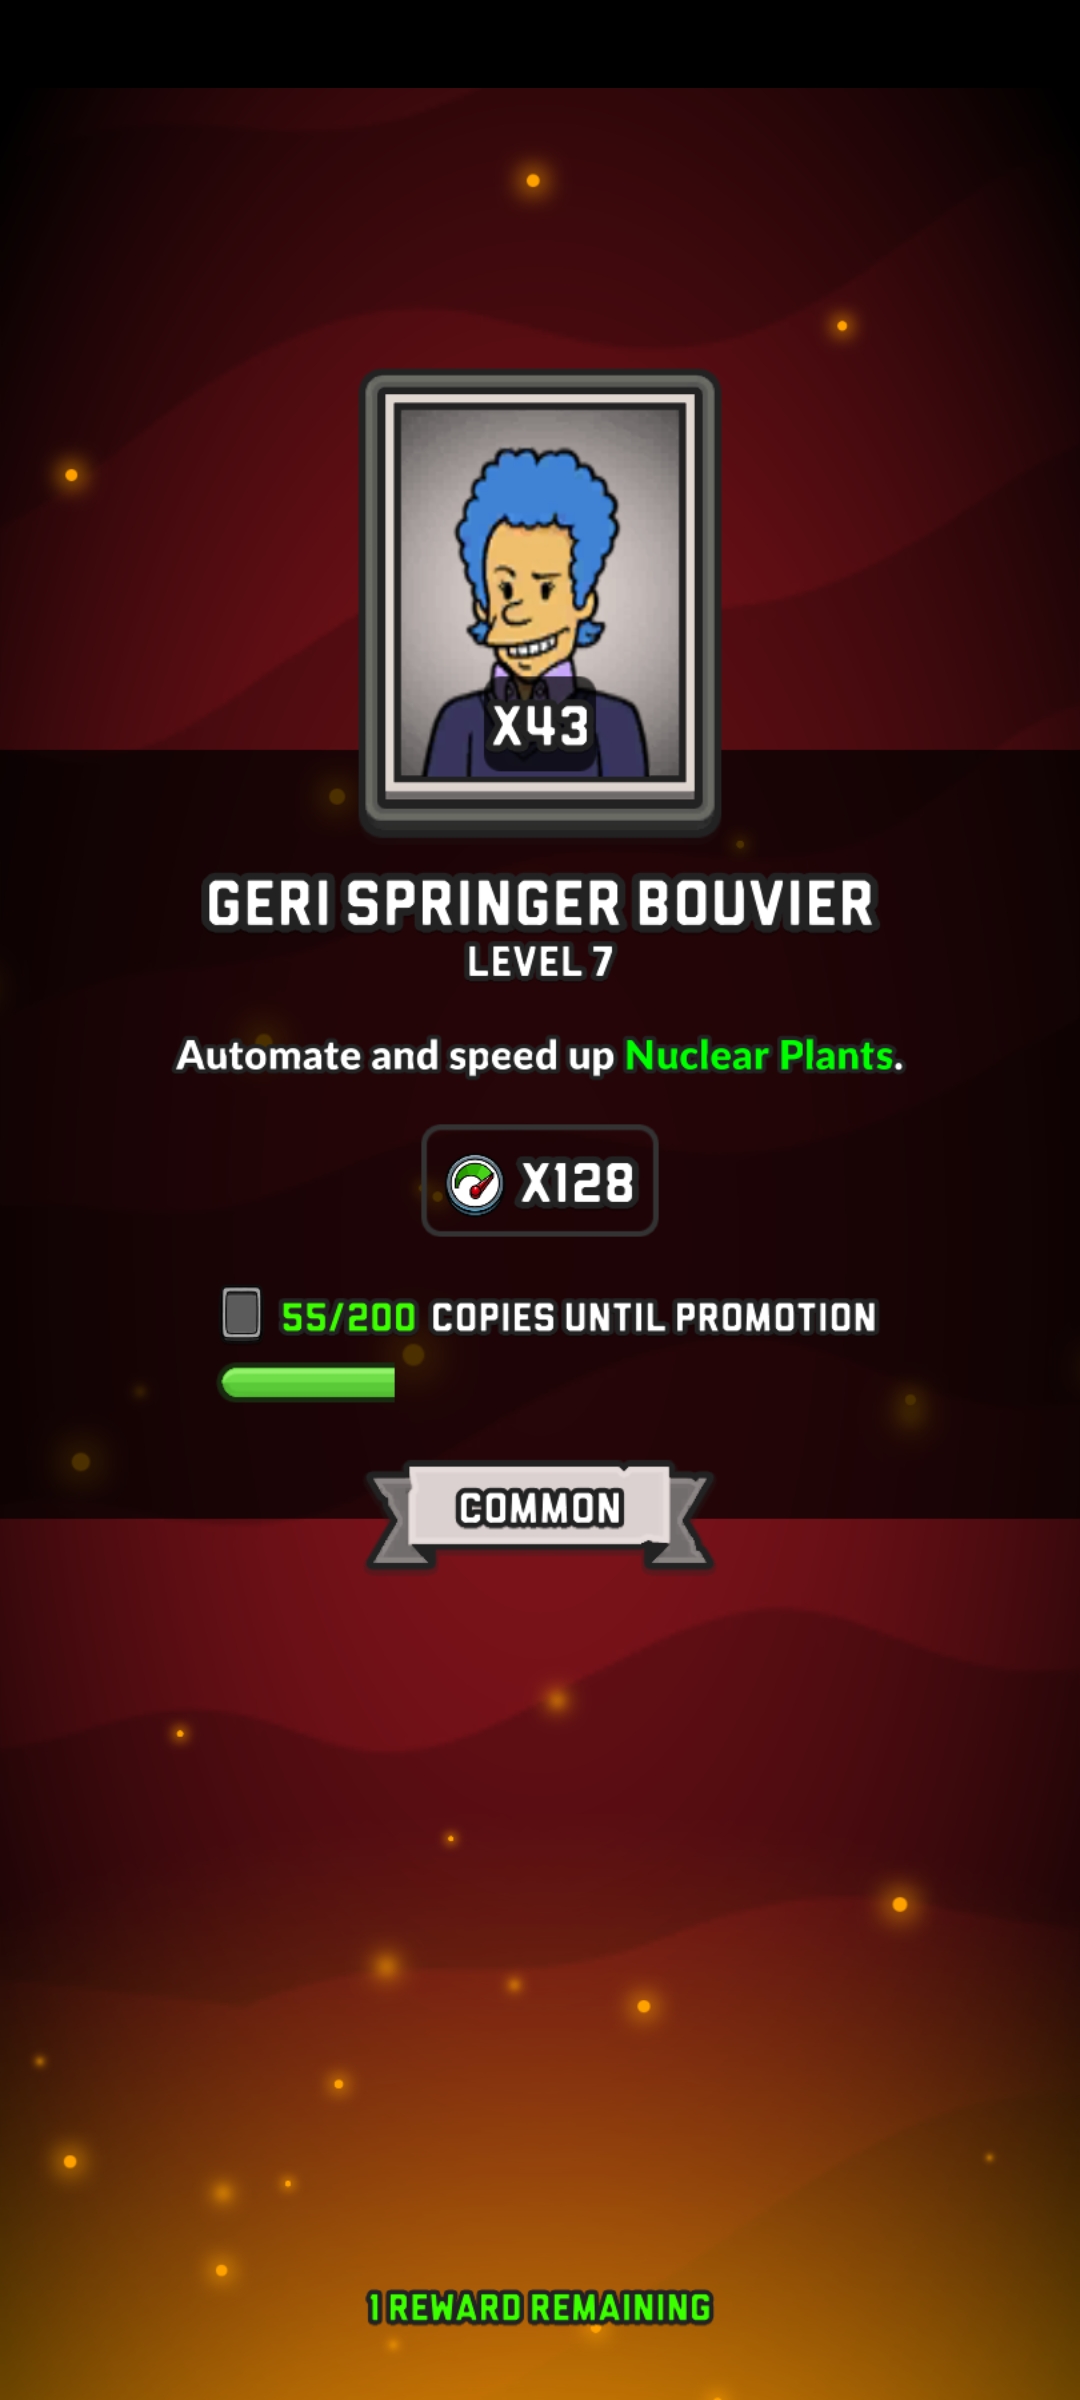 X43
GERI SPRINGER BOUVIER
LEVEL 7
Automate and speed up Nuclear Plants.
X128
55/200 COPIES UNTIL PROMOTION
COMMON
1 REWARD REMAINING